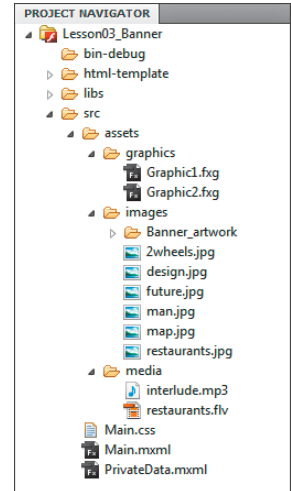 PROJECT NAVIGATOR
Lesson03_Banner
bin-debug
html-template
libs
src
assets
graphics
Graphic1.fxg
Graphic2.fxg
images
Banner_artwork
2wheels.jpg
design.jpg
future.jpg
man.jpg
map.jpg
restaurants.jpg
media
interlude.mp3
restaurants.flv
Main.css
Main.mxml
PrivateData.mxml